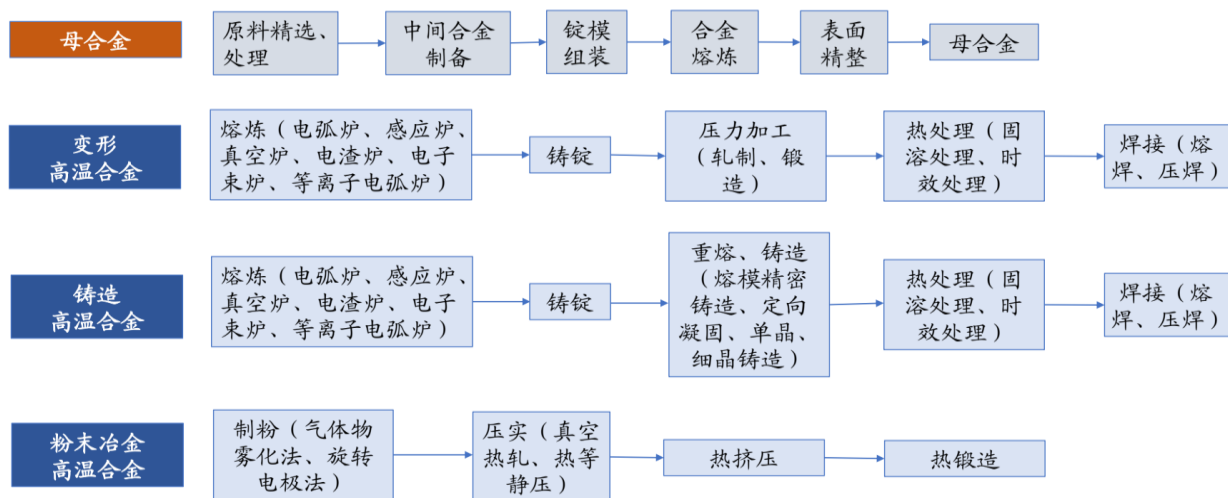 母合金
原料精选、
处理
中间合金
制备
锭模
组装
合金
熔炼
表面
精整
母合金
变形
高温合金
熔炼（电弧炉、感应炉、
真空炉、电渣炉、电子
束炉、等离子电弧炉）
铸锭
压力加工
（轧制、锻
造）
热处理（固
溶处理、时
效处理）
焊接（熔
焊、压焊）
铸造
高温合金
熔炼（电弧炉、感应炉、
真空炉、电渣炉、电子
束炉、等离子电弧炉）
铸锭
重熔、铸造
（熔模精密
铸造、定向
凝固、单晶、
细晶铸造）
热处理（固
溶处理、时
效处理）
焊接（熔
焊、压焊）
粉末冶金
高温合金
制粉（气体物
雾化法、旋转
电极法）
压实（真空
热轧、热等
静压）
热挤压
热锻造